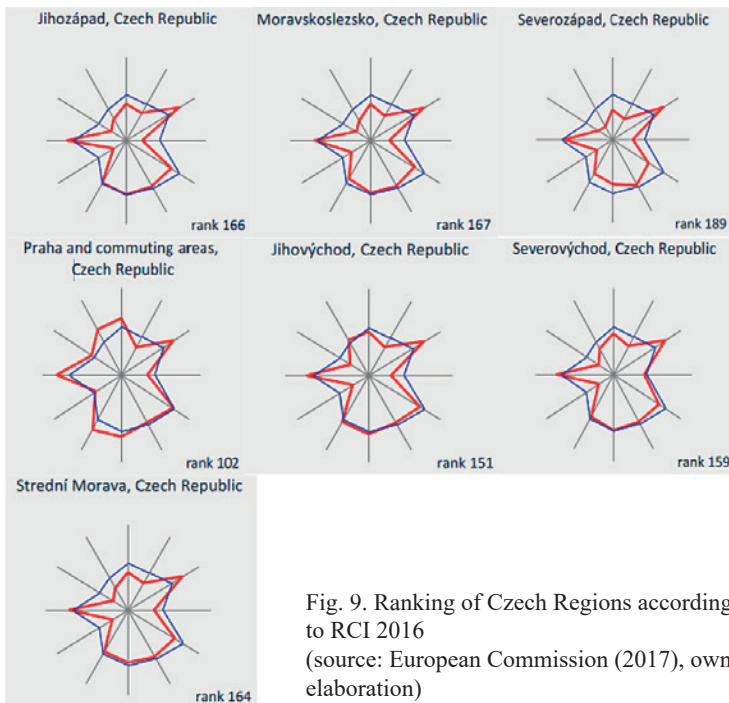 Jihozápad, Czech Republic
Moravskoslezsko, Czech Republic
Severozápad, Czech Republic
rank 166
rank 167
rank 189
Praha and commuting areas,
Czech Republic
Jihovýchod, Czech Republic
Severovýchod, Czech Republic
rank 102
rank 151
rank 159
Strední Morava, Czech Republic
rank 164
Fig. 9. Ranking of Czech Regions according
to RCI 2016
(source: European Commission (2017), own
elaboration)